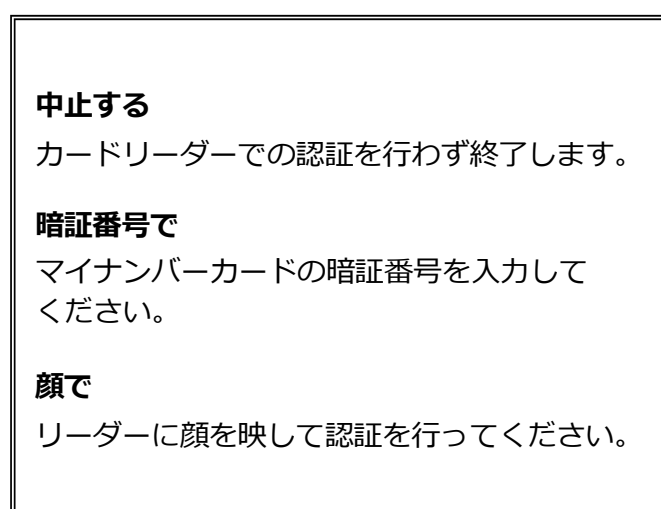 中止する
カードリーダーでの認証を行わず終了します。
暗証番号で
マイナンバーカードの暗証番号を入力して
ください。
顔で
リーダーに顔を映して認証を行ってください。